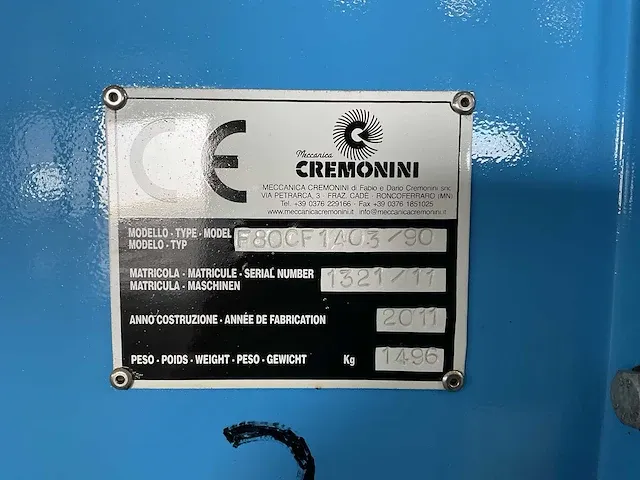 CE
Meccanica
CREMONINI
MECCANICA CREMONINI di Fabio e Dario Cremonini snc
VIA PETRARCA, 3 - FRAZ. CADÈ - RONCOFERRARO (MN)
Tel. +39 0376 229166 - Fax +39 0376 1851025
www.meccanicacremonini.it info@meccanicacremonini.it
MODELLO - TYPE - MODEL F80CF1403/90
MODELO - TYP
MATRICOLA - MATRICULE - SERIAL NUMBER 1321/11
MATRICULA - MASCHINEN
ANNO COSTRUZIONE - ANNÉE DE FABRICATION 2011
PESO - POIDS - WEIGHT - PESO - GEWICHT Kg 1496